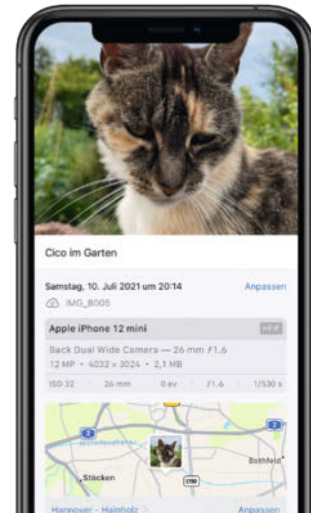 Cico im Garten
Samstag, 10. Juli 2021 um 20:14 Anpassen
IMG_8005
Apple iPhone 12 mini HEIF
Back Dual Wide Camera — 26 mm ƒ1.6
12 MP • 4032 × 3024 • 2,1 MB
ISO 32 26 mm 0 ev ƒ1.6 1/530 s
2
2
Stöcken
Bothfeld
Hannover – Hainholz Anpassen